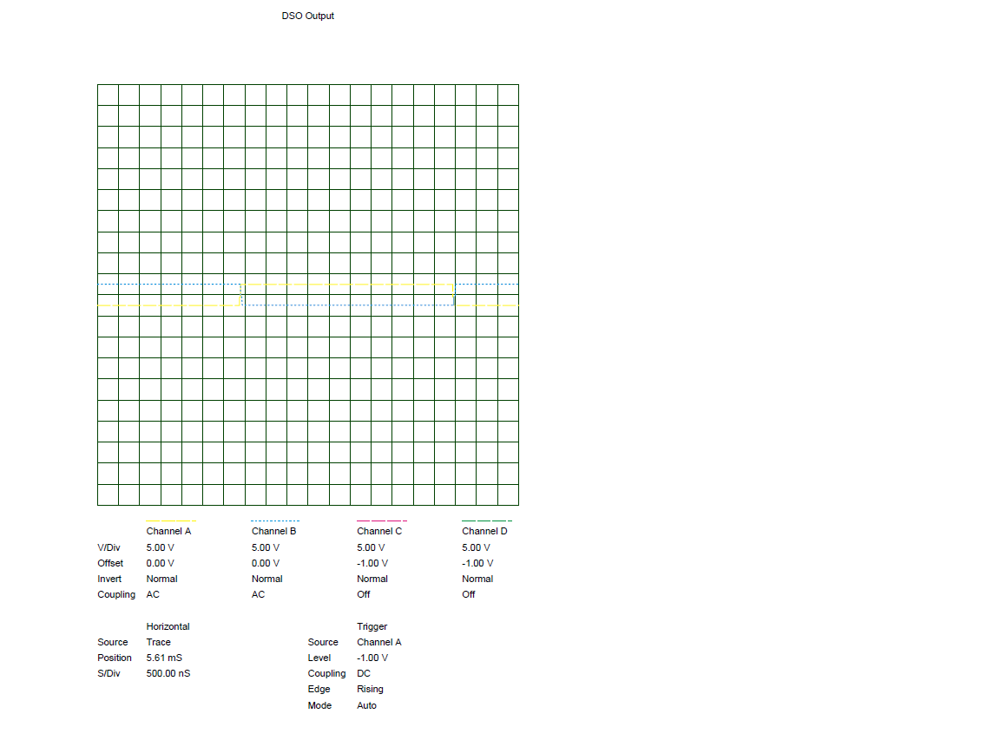 DSO Output
Channel A Channel B Channel C Channel D
V/Div 5.00 V 5.00 V 5.00 V 5.00 V
Offset 0.00 V 0.00 V -1.00 V -1.00 V
Invert Normal Normal Normal Normal
Coupling AC AC Off Off
Horizontal Trigger
Source Trace Source Channel A
Position 5.61 mS Level -1.00 V
S/Div 500.00 nS Coupling DC
Edge Rising
Mode Auto